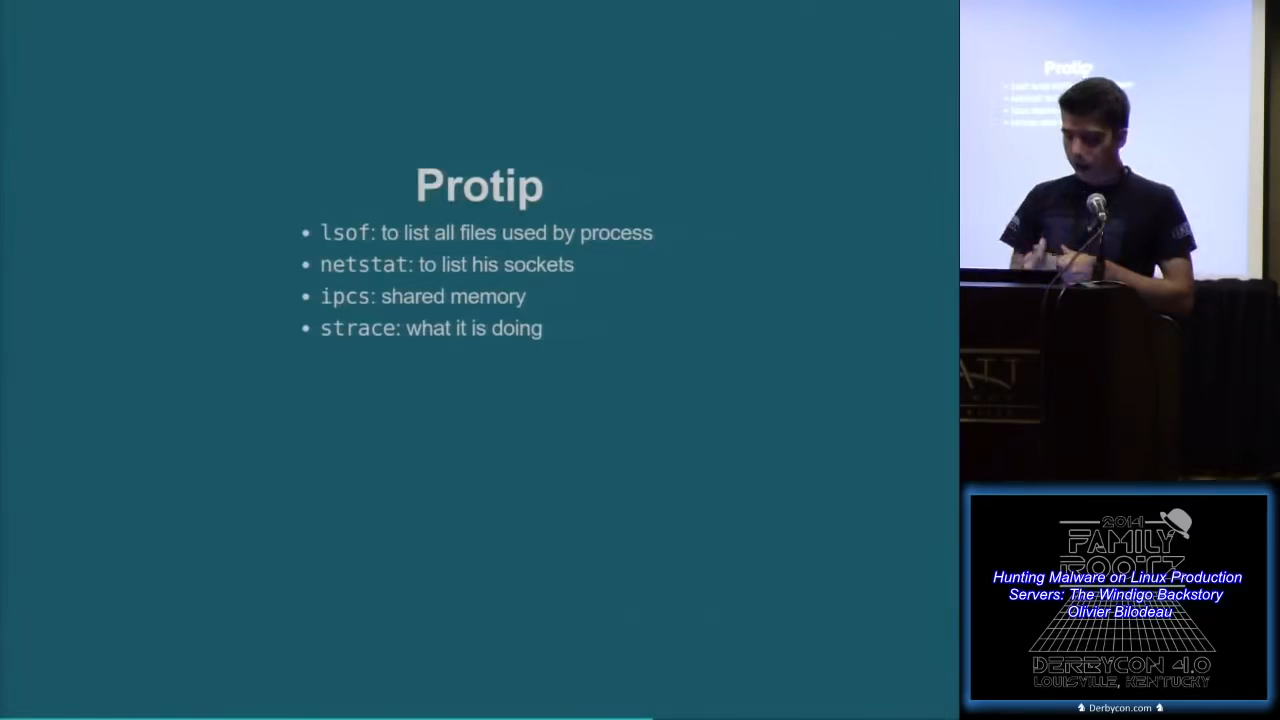 Protip
• lsof: to list all files used by process
• netstat: to list his sockets
• ipcs: shared memory
• strace: what it is doing
Protip
2014
FAMILY
ROOTZ
Hunting Malware on Linux Production
Servers: The Windigo Backstory
Olivier Bilodeau
DERBYCON 4.0
LOUISVILLE, KENTUCKY
Derbycon.com